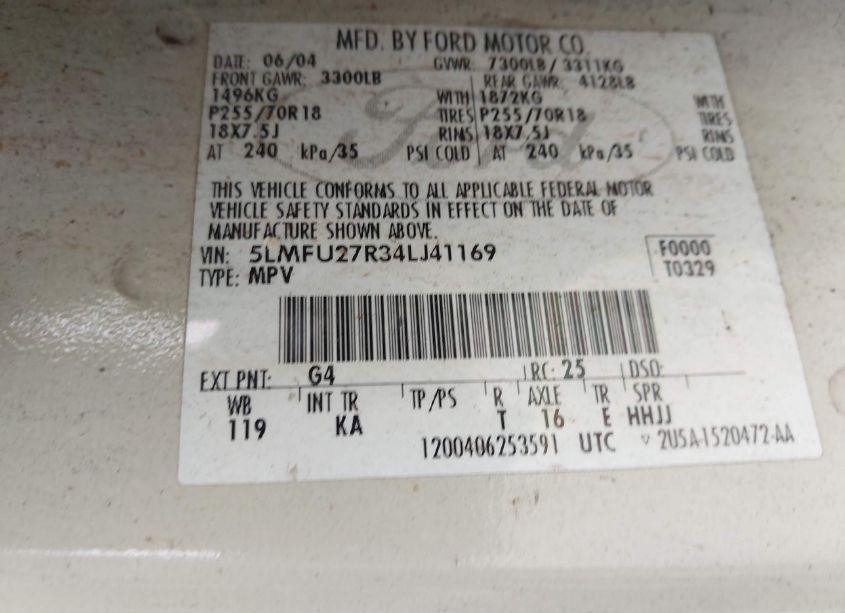 MFD. BY FORD MOTOR CO.
DATE: 06/04 GVWR: 7300LB / 3311KG
FRONT GAWR: 3300LB REAR GAWR: 4128LB
1496KG WITH 1872KG WITH
P255/70R18 TIRES P255/70R18 TIRES
18X7.5J RIMS 18X7.5J RIMS
AT 240 kPa/35 PSI COLD AT 240 kPa/35 PSI COLD
Ford
THIS VEHICLE CONFORMS TO ALL APPLICABLE FEDERAL MOTOR
VEHICLE SAFETY STANDARDS IN EFFECT ON THE DATE OF
MANUFACTURE SHOWN ABOVE.
VIN: 5LMFU27R34LJ41169 F0000
TYPE: MPV T0329
EXT PNT: G4 RC: 25 DSO:
WB INT TR TP/PS R AXLE TR SPR
119 KA T 16 E HHJJ
1200406253591 UTC ▽ 2U5A-1520472-AA